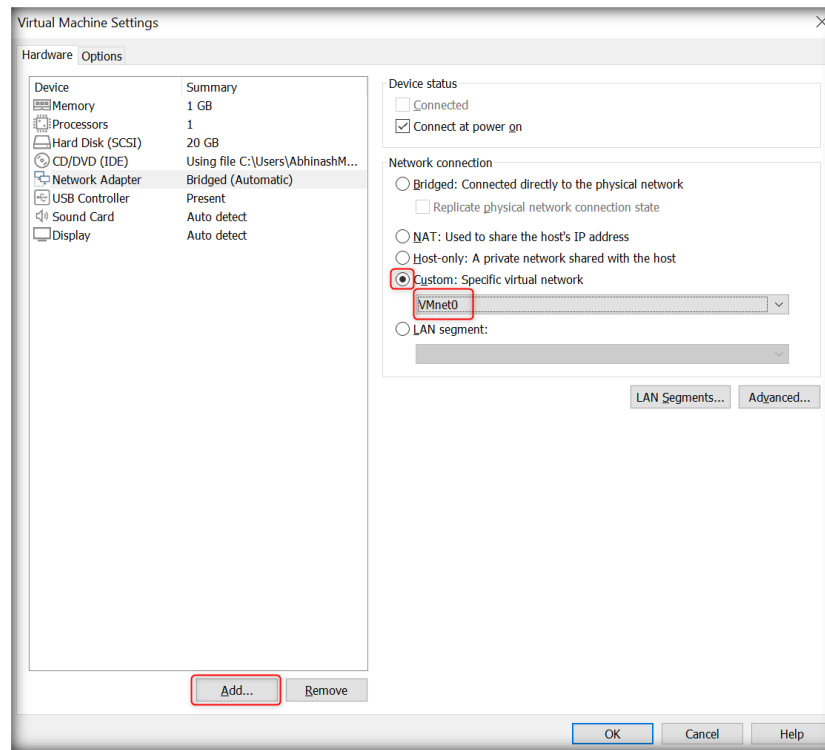 Virtual Machine Settings
Hardware Options
Device Summary
Memory 1 GB
Processors 1
Hard Disk (SCSI) 20 GB
CD/DVD (IDE) Using file C:\Users\AbhinashM...
Network Adapter Bridged (Automatic)
USB Controller Present
Sound Card Auto detect
Display Auto detect
Add... Remove
Device status
Connected
Connect at power on
Network connection
Bridged: Connected directly to the physical network
Replicate physical network connection state
NAT: Used to share the host's IP address
Host-only: A private network shared with the host
Custom: Specific virtual network
VMnet0
LAN segment:
LAN Segments... Advanced...
OK Cancel Help